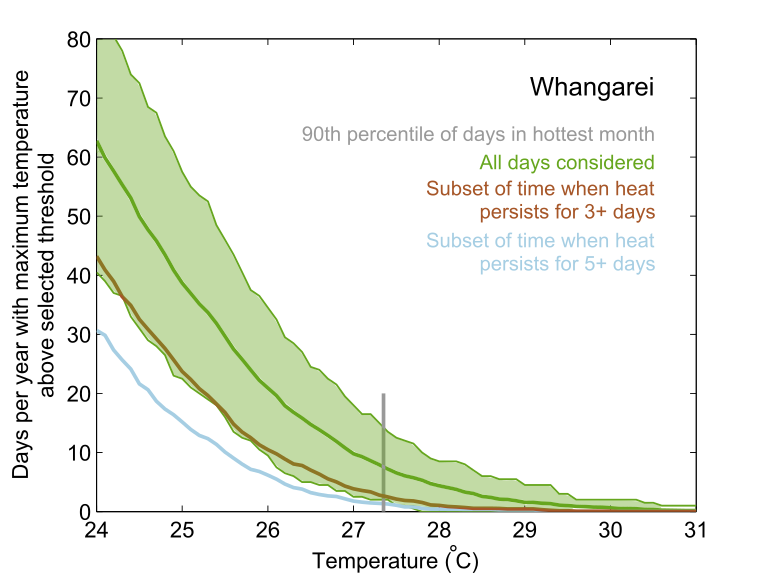 80
70
60
50
40
30
20
10
0
Days per year with maximum temperature
above selected threshold
Whangarei
90th percentile of days in hottest month
All days considered
Subset of time when heat
persists for 3+ days
Subset of time when heat
persists for 5+ days
24 25 26 27 28 29 30 31
Temperature (°C)